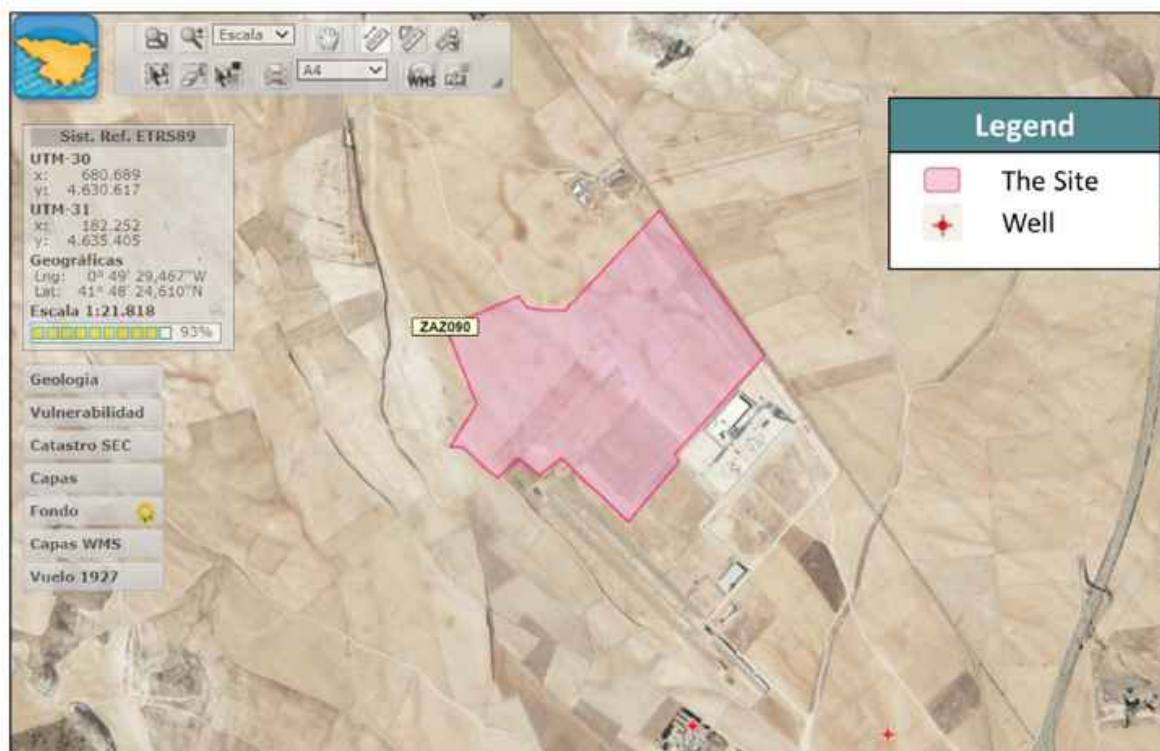 Escala
A4
WMS
Sist. Ref. ETRS89
UTM-30
x: 680.689
y: 4.630.617
UTM-31
x: 182.252
y: 4.635.405
Geográficas
Lng: 0º 49' 29,467"W
Lat: 41º 48' 24,610"N
Escala 1:21.818
93%
Geologia
Vulnerabilidad
Catastro SEC
Capas
Fondo
Capas WMS
Vuelo 1927
ZAZ090
Legend
The Site
Well